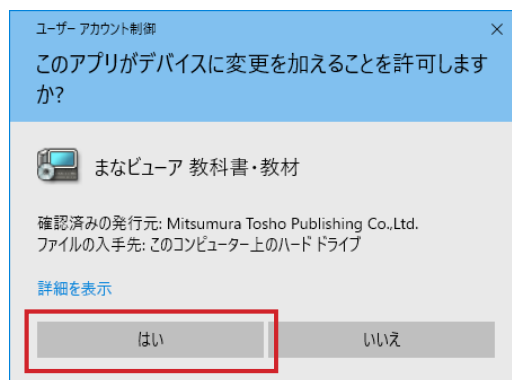 ユーザー アカウント制御
このアプリがデバイスに変更を加えることを許可します
か?
まなビューア 教科書・教材
確認済みの発行元: Mitsumura Tosho Publishing Co.,Ltd.
ファイルの入手先: このコンピューター上のハード ドライブ
詳細を表示
はい
いいえ